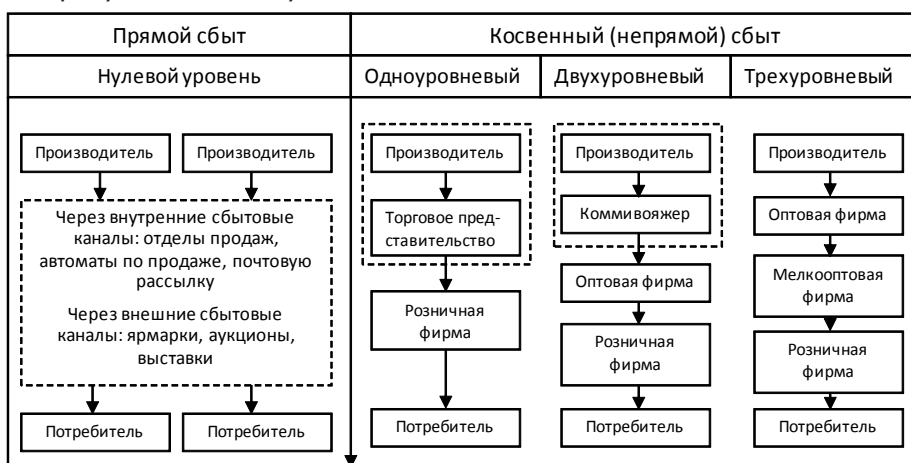 Прямой сбыт
Косвенный (непрямой) сбыт
Нулевой уровень
Одноуровневый
Двухуровневый
Трехуровневый
Производитель
Производитель
Через внутренние сбытовые
каналы: отделы продаж,
автоматы по продаже, почтовую
рассылку
Через внешние сбытовые
каналы: ярмарки, аукционы,
выставки
Потребитель
Потребитель
Производитель
Торговое пред-
ставительство
Розничная
фирма
Потребитель
Производитель
Коммивояжер
Оптовая фирма
Розничная
фирма
Потребитель
Производитель
Оптовая фирма
Мелкооптовая
фирма
Розничная
фирма
Потребитель